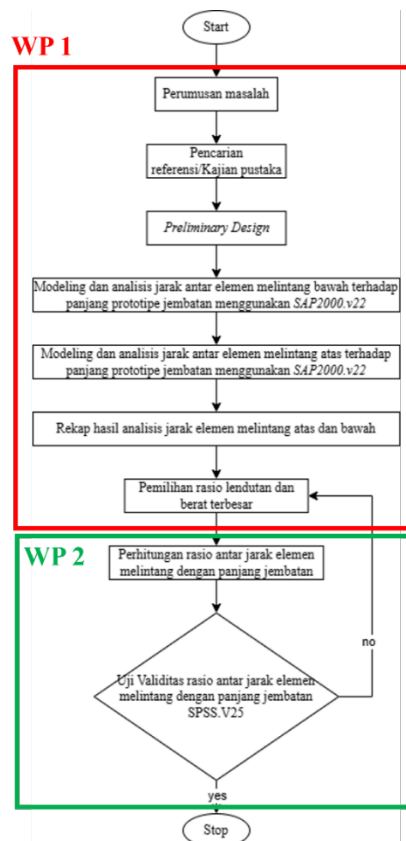 Start
WP 1
Perumusan masalah
Pencarian
referensi/Kajian pustaka
Preliminary Design
Modeling dan analisis jarak antar elemen melintang bawah terhadap
panjang prototipe jembatan menggunakan SAP2000.v22
Modeling dan analisis jarak antar elemen melintang atas terhadap
panjang prototipe jembatan menggunakan SAP2000.v22
Rekap hasil analisis jarak elemen melintang atas dan bawah
Pemilihan rasio lendutan dan
berat terbesar
WP 2
Perhitungan rasio antar jarak elemen
melintang dengan panjang jembatan
no
Uji Validitas rasio antar jarak elemen
melintang dengan panjang jembatan
SPSS.V25
yes
Stop